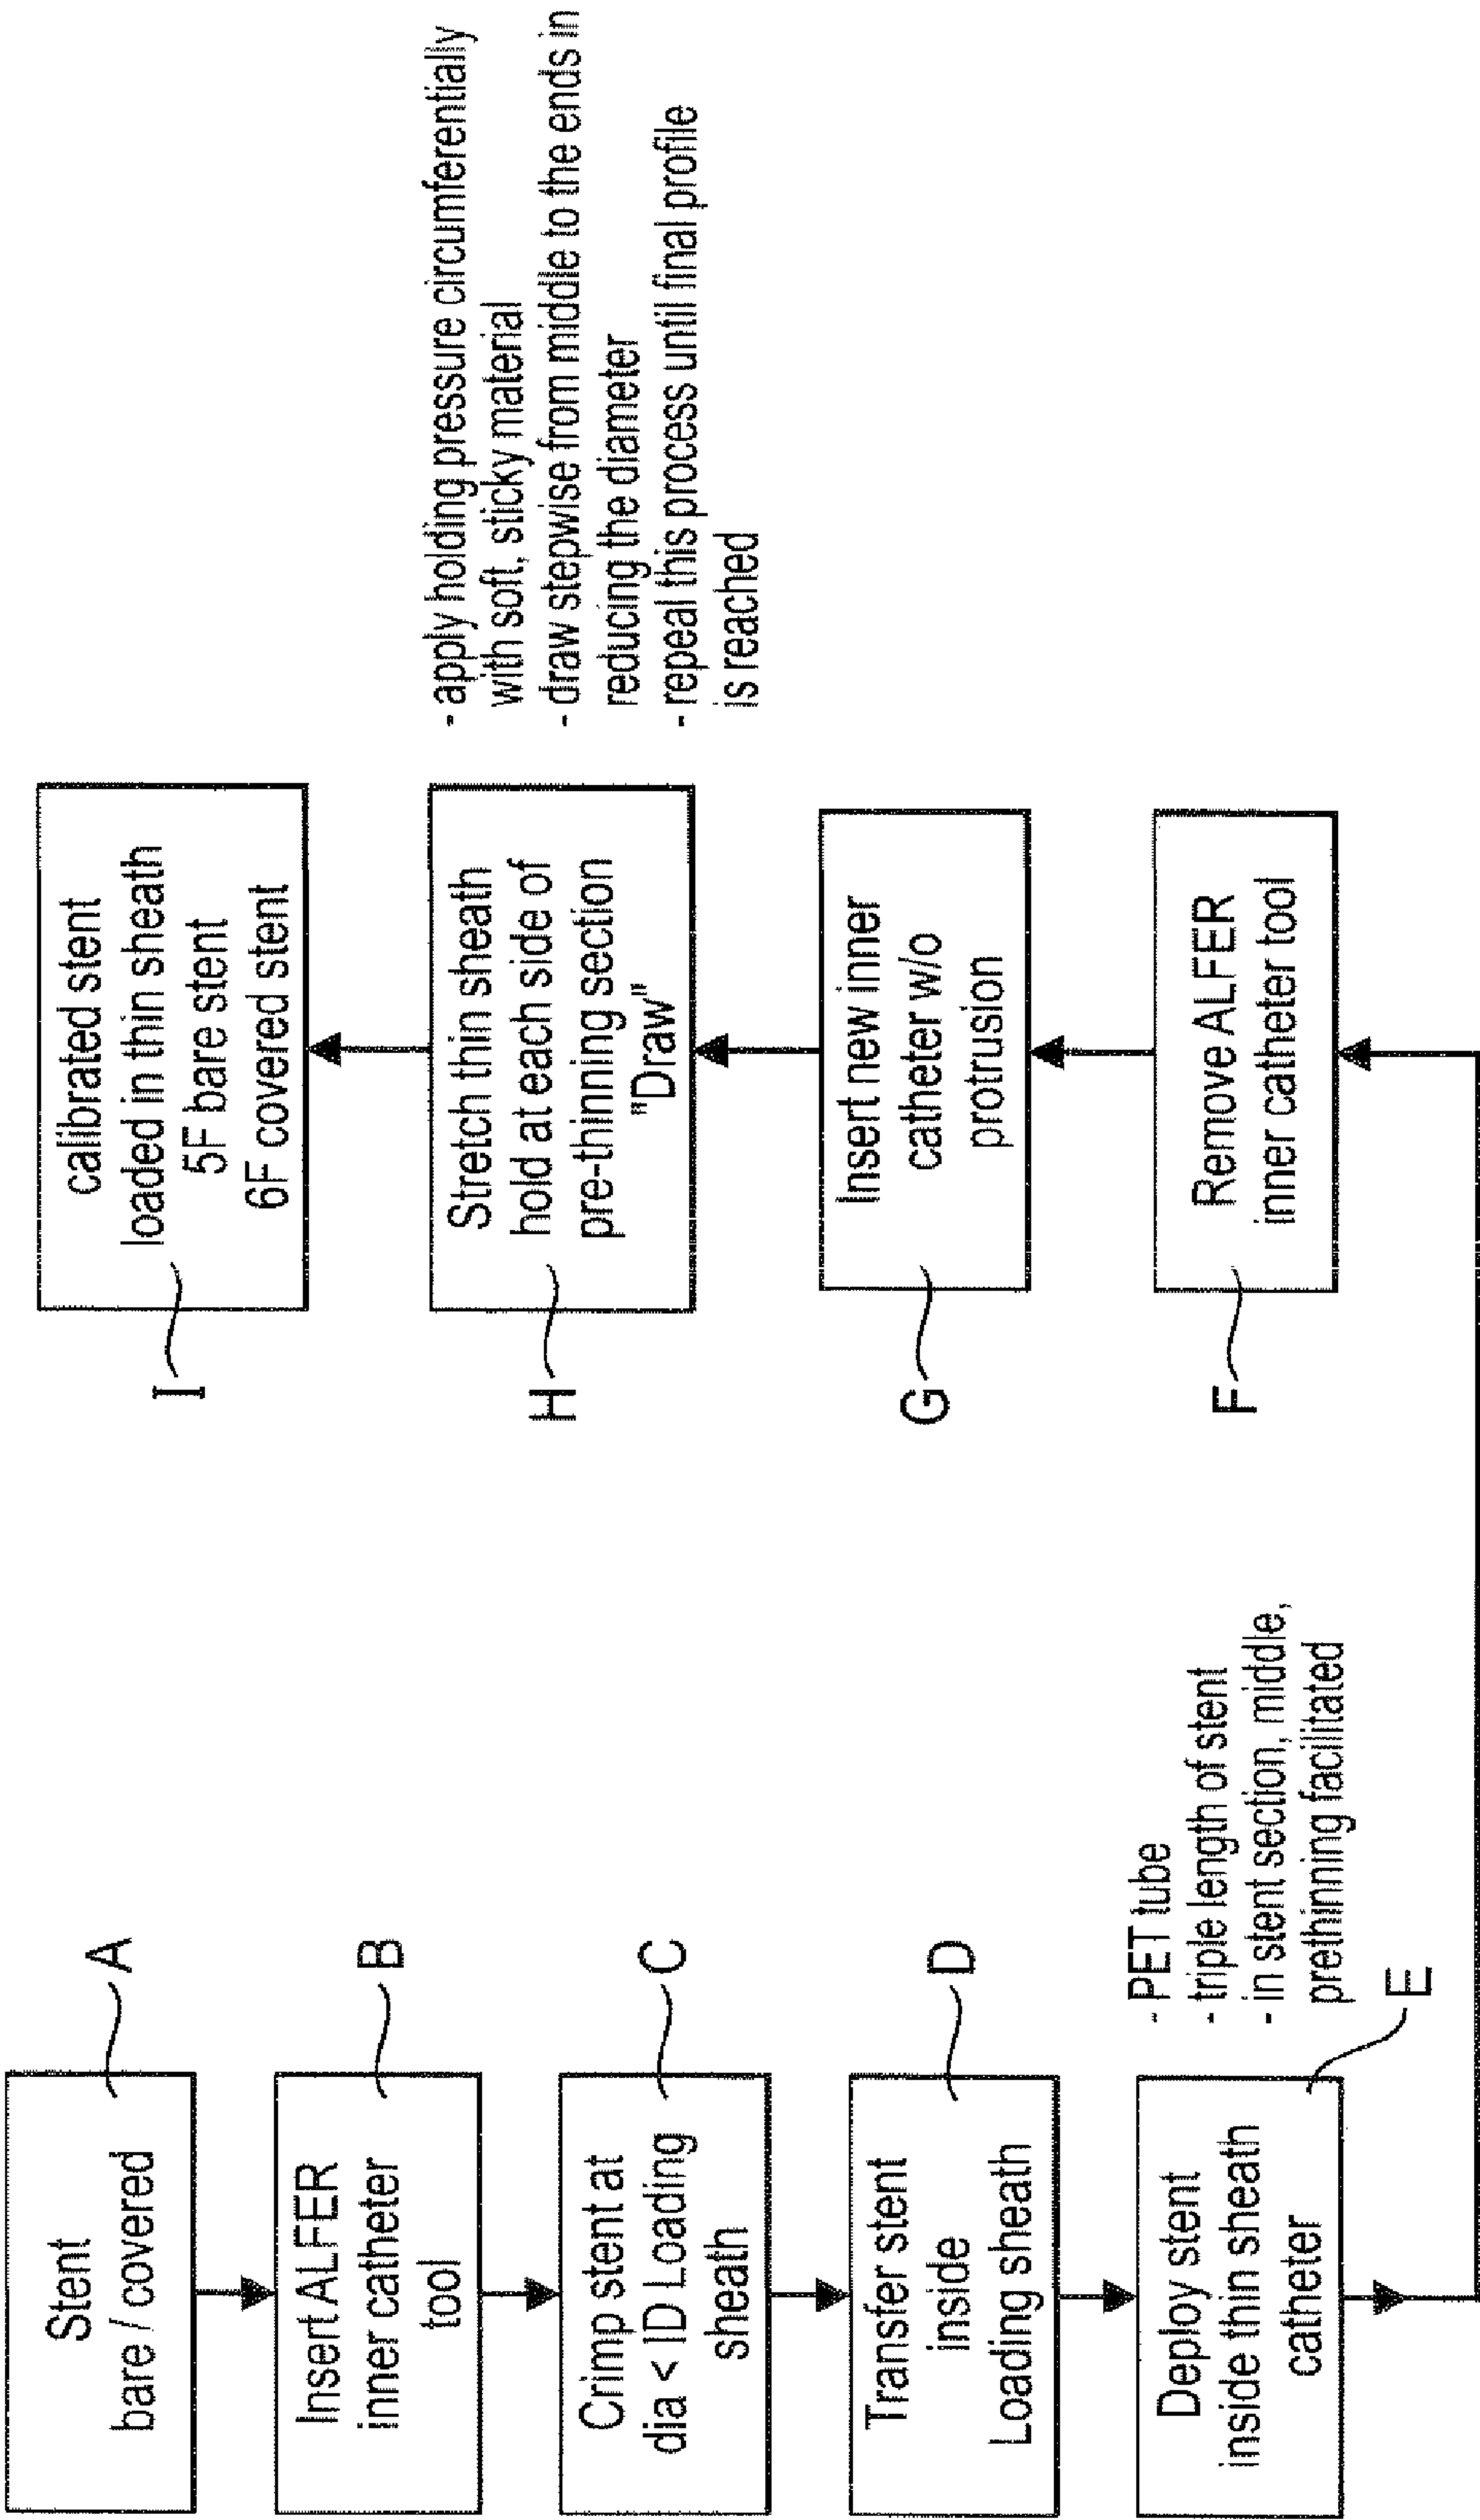 Stent
bare / covered
A
Insert ALFER
inner catheter
tool
B
Crimp stent at
dia < ID Loading
sheath
C
Transfer stent
inside
Loading sheath
D
Deploy stent
inside thin sheath
catheter
E
- PET tube
- triple length of stent
- in stent section, middle,
prethinning facilitated
Remove ALFER
inner catheter tool
F
Insert new inner
catheter w/o
protrusion
G
Stretch thin sheath
hold at each side of
pre-thinning section
"Draw"
H
- apply holding pressure circumferentially
with soft, sticky material
- draw stepwise from middle to the ends in
reducing the diameter
- repeal this process until final profile
is reached
calibrated stent
loaded in thin sheath
5F bare stent
6F covered stent
I